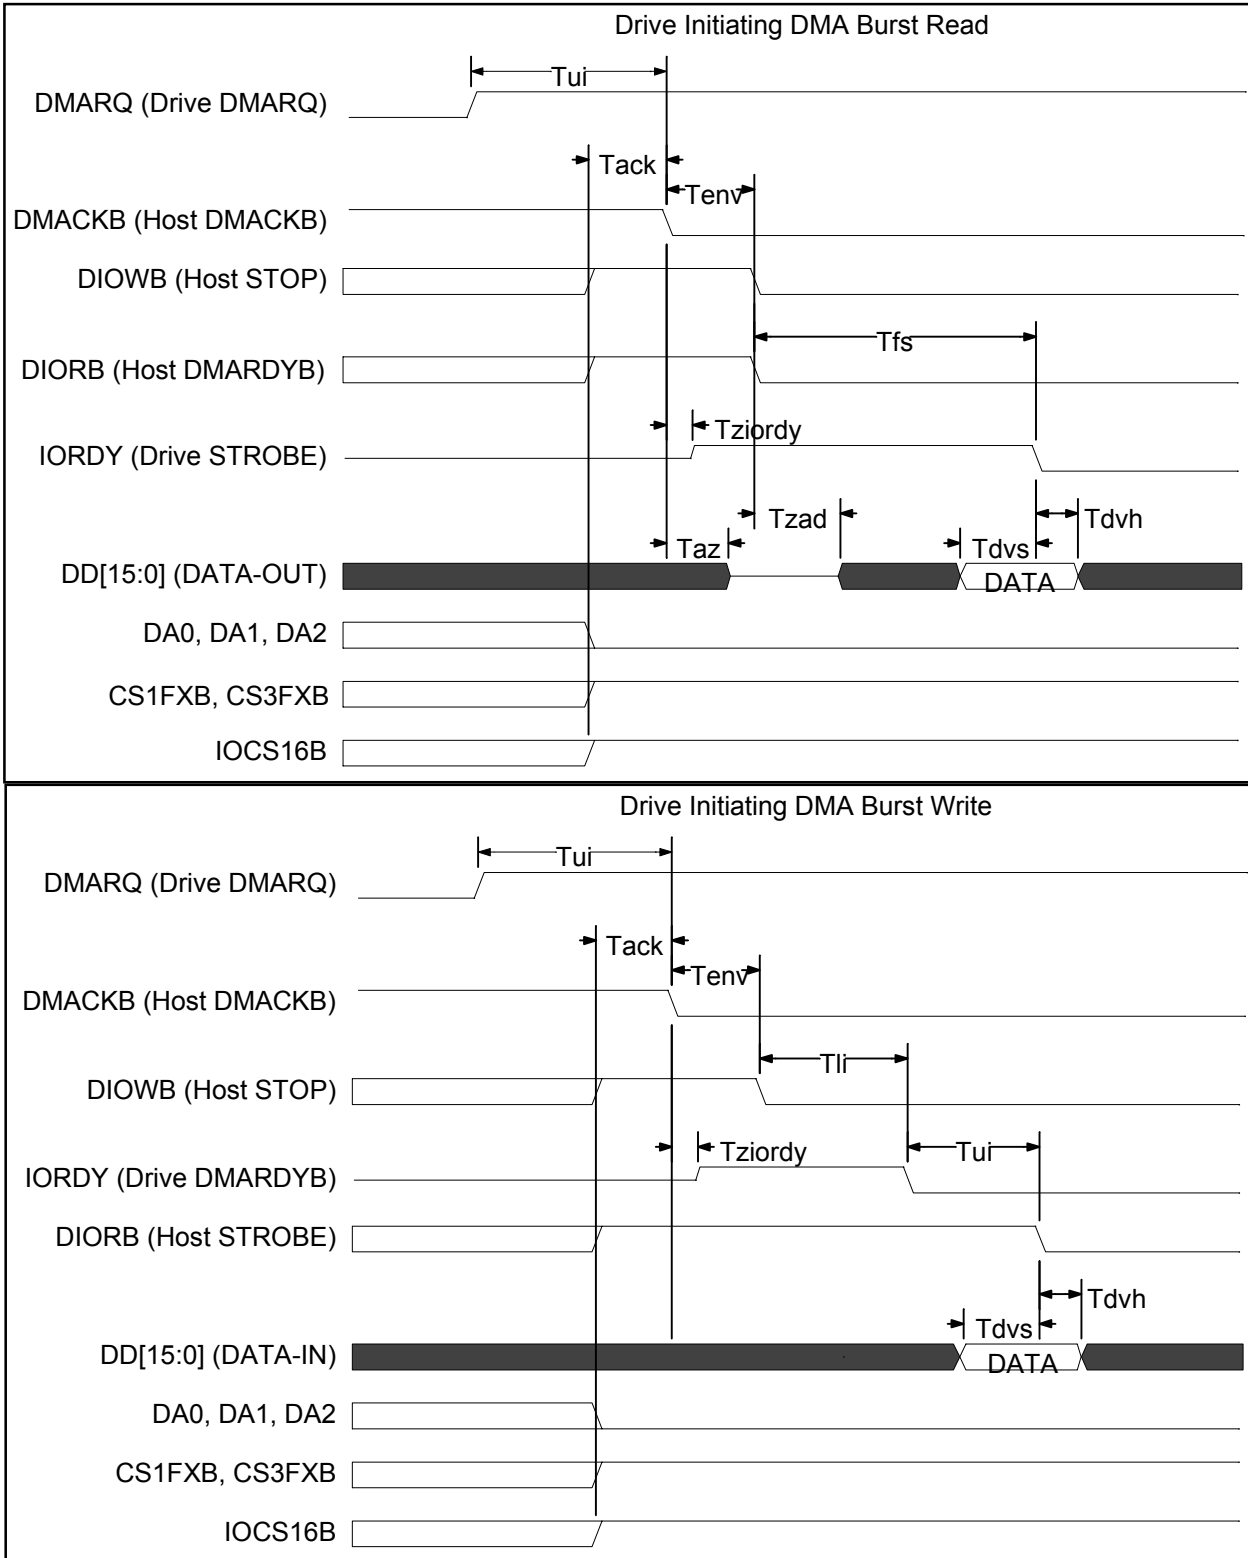 Drive Initiating DMA Burst Read
Tui
DMARQ (Drive DMARQ)
Tack
Tenv
DMACKB (Host DMACKB)
DIOWB (Host STOP)
Tfs
DIORB (Host DMARDYB)
Tziordy
IORDY (Drive STROBE)
Tzad
Tdvh
Taz
Tdvs
DD[15:0] (DATA-OUT)
DATA
DA0, DA1, DA2
CS1FXB, CS3FXB
IOCS16B
Drive Initiating DMA Burst Write
Tui
DMARQ (Drive DMARQ)
Tack
Tenv
DMACKB (Host DMACKB)
Tli
DIOWB (Host STOP)
Tziordy
Tui
IORDY (Drive DMARDYB)
DIORB (Host STROBE)
Tdvh
Tdvs
DD[15:0] (DATA-IN)
DATA
DA0, DA1, DA2
CS1FXB, CS3FXB
IOCS16B